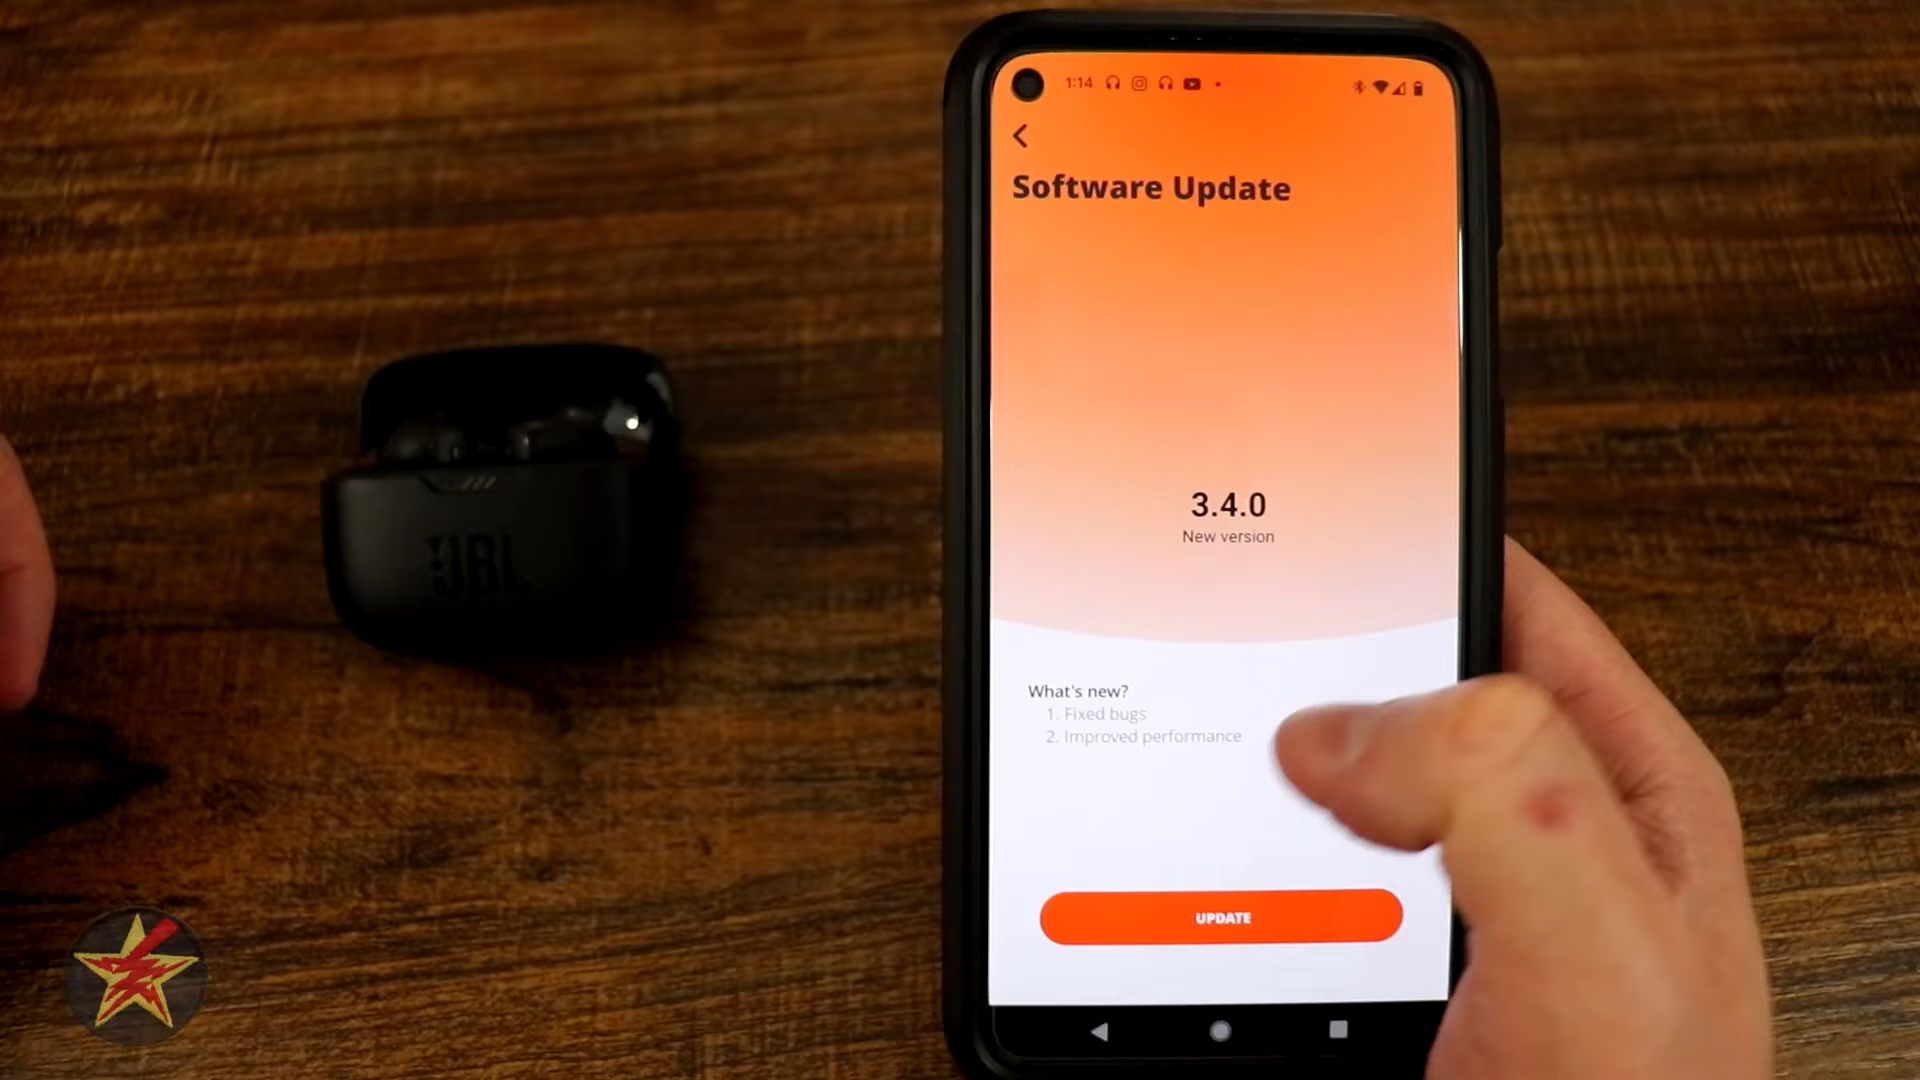 1:14
Software Update
3.4.0
New version
What's new?
1. Fixed bugs
2. Improved performance
UPDATE
JBL